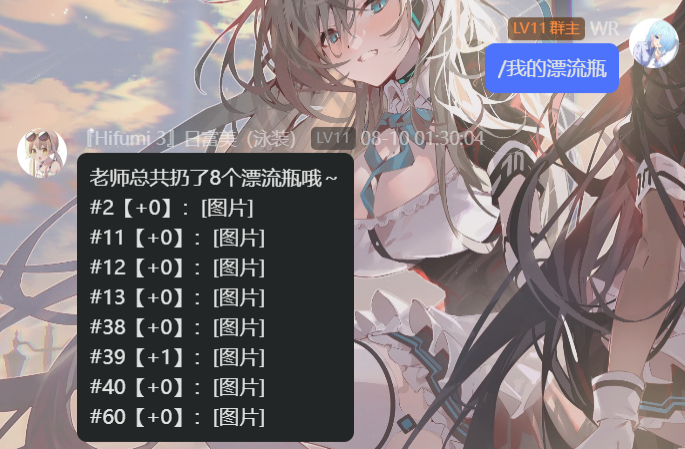 LV11 群主 WR
/我的漂流瓶
『Hifumi 3』日富美（泳装） LV11 08-10 01:30:04
老师总共扔了8个漂流瓶哦～
#2【+0】：[图片]
#11【+0】：[图片]
#12【+0】：[图片]
#13【+0】：[图片]
#38【+0】：[图片]
#39【+1】：[图片]
#40【+0】：[图片]
#60【+0】：[图片]